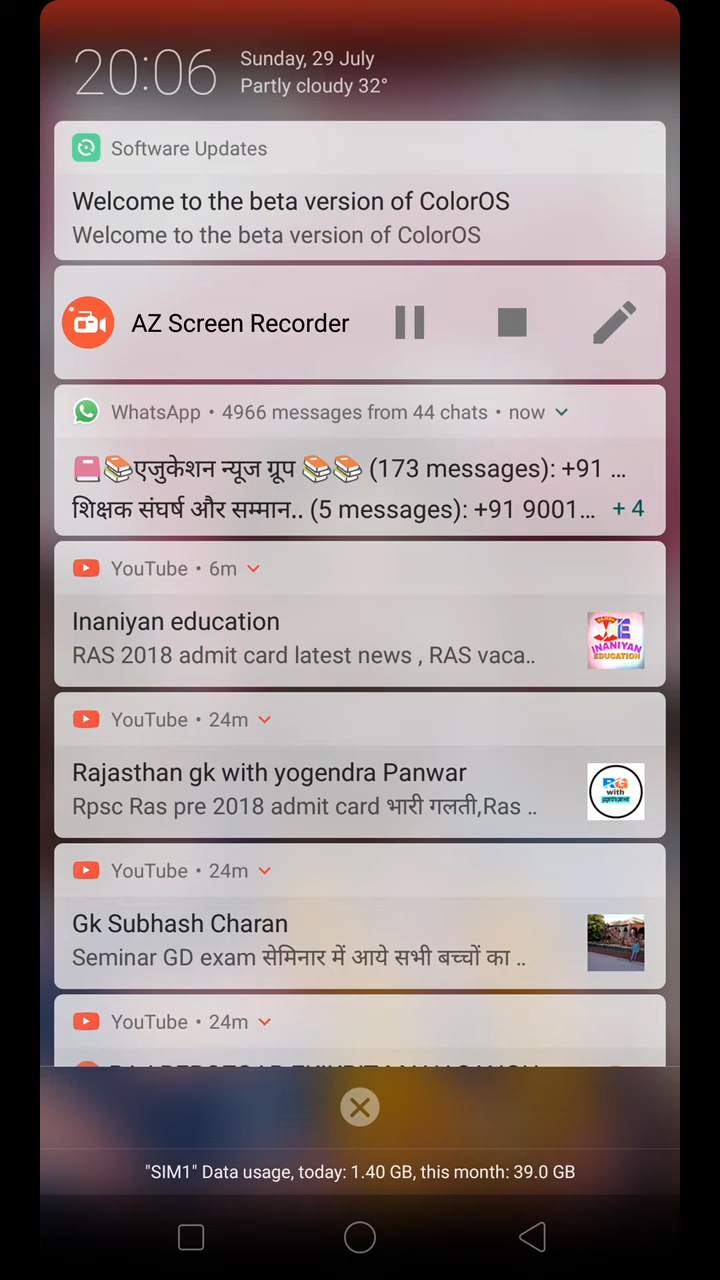 20:06
Sunday, 29 July
Partly cloudy 32°
Software Updates
Welcome to the beta version of ColorOS
Welcome to the beta version of ColorOS
AZ Screen Recorder
WhatsApp • 4966 messages from 44 chats • now
📕📚एजुकेशन न्यूज ग्रूप 📚📚 (173 messages): +91 ...
शिक्षक संघर्ष और सम्मान.. (5 messages): +91 9001... + 4
YouTube • 6m
Inaniyan education
RAS 2018 admit card latest news , RAS vaca..
INANIYAN
EDUCATION
YouTube • 24m
Rajasthan gk with yogendra Panwar
Rpsc Ras pre 2018 admit card भारी गलती,Ras ..
RG
with
YouTube • 24m
Gk Subhash Charan
Seminar GD exam सेमिनार में आये सभी बच्चों का ..
YouTube • 24m
"SIM1" Data usage, today: 1.40 GB, this month: 39.0 GB